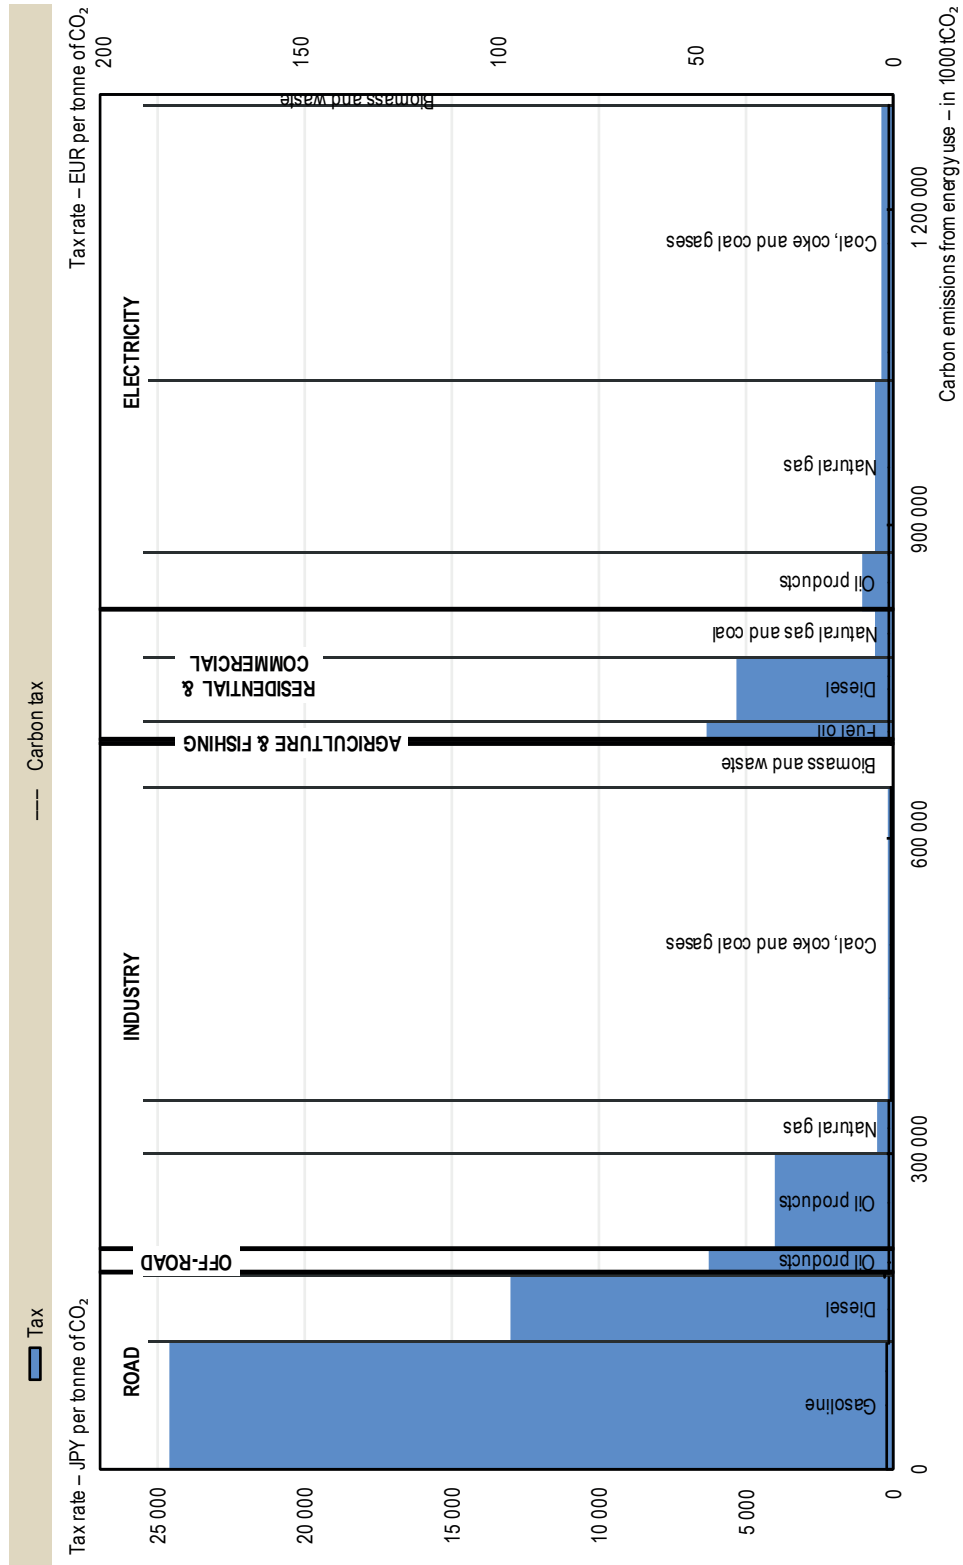 Tax
Carbon tax
Tax rate – JPY per tonne of CO₂
Tax rate – EUR per tonne of CO₂
25 000
20 000
15 000
10 000
5 000
0
200
150
100
50
0
ROAD
OFF-ROAD
INDUSTRY
AGRICULTURE & FISHING
RESIDENTIAL &
COMMERCIAL
ELECTRICITY
Gasoline
Diesel
Oil products
Oil products
Natural gas
Coal, coke and coal gases
Biomass and waste
Fuel oil
Diesel
Natural gas and coal
Oil products
Natural gas
Coal, coke and coal gases
Biomass and waste
0
300 000
600 000
900 000
1 200 000
Carbon emissions from energy use – in 1000 tCO₂